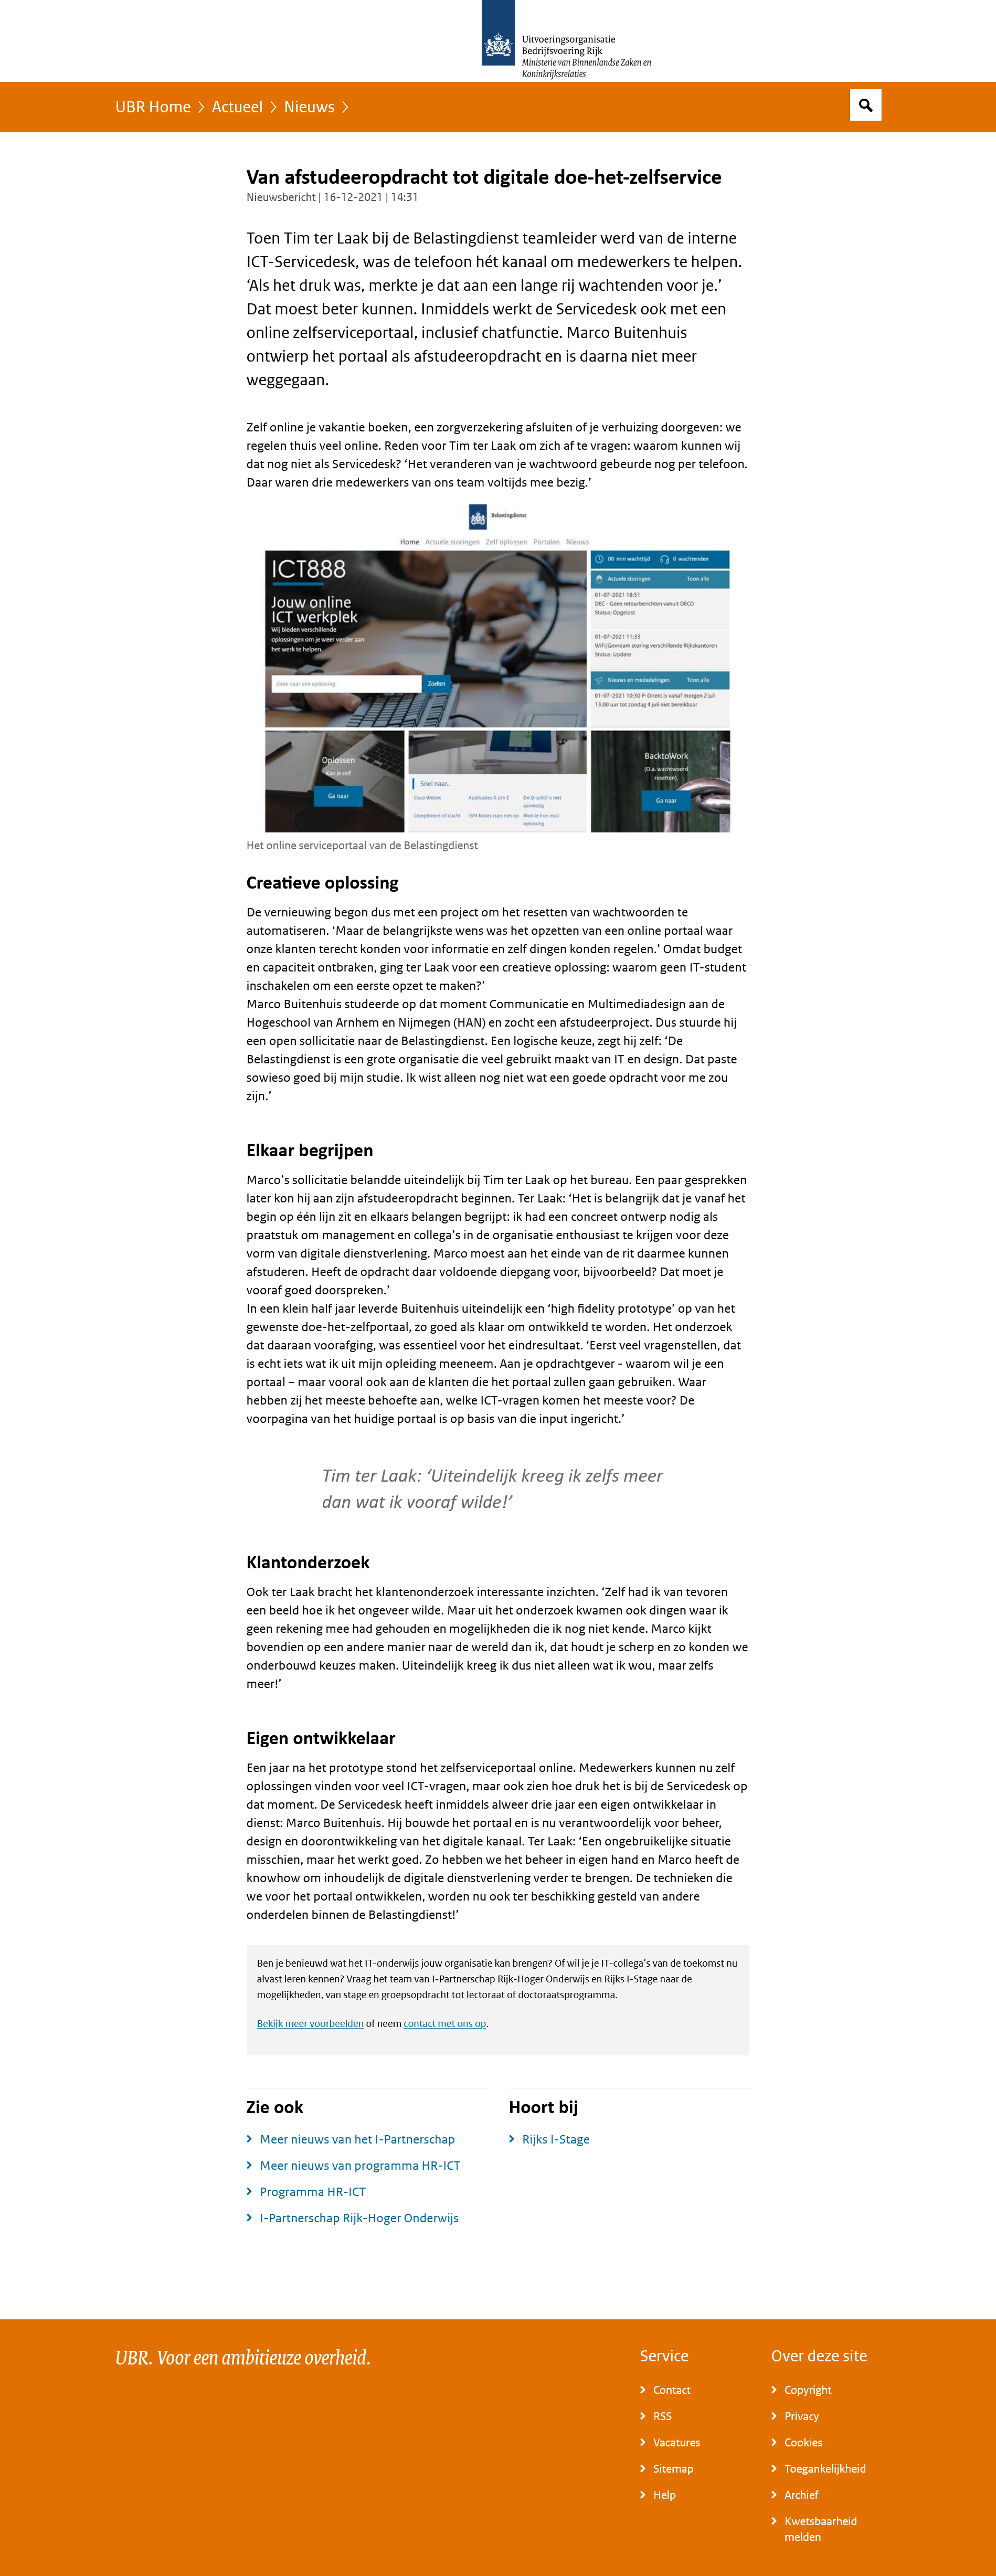 Uitvoeringsorganisatie
Bedrijfsvoering Rijk
Ministerie van Binnenlandse Zaken en
Koninkrijksrelaties
UBR Home
Actueel
Nieuws
Van afstudeeropdracht tot digitale doe-het-zelfservice
Nieuwsbericht | 16-12-2021 | 14:31
Toen Tim ter Laak bij de Belastingdienst teamleider werd van de interne
ICT-Servicedesk, was de telefoon hét kanaal om medewerkers te helpen.
‘Als het druk was, merkte je dat aan een lange rij wachtenden voor je.’
Dat moest beter kunnen. Inmiddels werkt de Servicedesk ook met een
online zelfserviceportaal, inclusief chatfunctie. Marco Buitenhuis
ontwierp het portaal als afstudeeropdracht en is daarna niet meer
weggegaan.
Zelf online je vakantie boeken, een zorgverzekering afsluiten of je verhuizing doorgeven: we
regelen thuis veel online. Reden voor Tim ter Laak om zich af te vragen: waarom kunnen wij
dat nog niet als Servicedesk? ‘Het veranderen van je wachtwoord gebeurde nog per telefoon.
Daar waren drie medewerkers van ons team voltijds mee bezig.’
Belastingdienst
Home Actuele storingen Zelf oplossen Portalen Nieuws
ICT888
Jouw online
ICT werkplek
Wij bieden verschillende
oplossingen om je weer verder aan
het werk te helpen.
Zoek naar een oplossing
Zoeken
00 min wachttijd
0 wachtenden
Actuele storingen
Toon alle
01-07-2021 18:51
DEC - Geen retourberichten vanuit DECO
Status: Opgelost
01-07-2021 11:33
WiFi/Govroam storing verschillende Rijkskantoren
Status: Update
Nieuws en mededelingen
Toon alle
01-07-2021 10:30 P-Direkt is vanaf morgen 2 juli
13:00 uur tot zondag 4 juli niet bereikbaar
Oplossen
Kan je zelf
Ga naar
Snel naar...
Cisco Webex
Applicaties A t/m Z
De Q-schijf is niet
aanwezig
Compliment of klacht
IBM Notes start niet op
Mobile Iron mail-
oplossing
BacktoWork
(O.a. wachtwoord
resetten).
Ga naar
Het online serviceportaal van de Belastingdienst
Creatieve oplossing
De vernieuwing begon dus met een project om het resetten van wachtwoorden te
automatiseren. ‘Maar de belangrijkste wens was het opzetten van een online portaal waar
onze klanten terecht konden voor informatie en zelf dingen konden regelen.’ Omdat budget
en capaciteit ontbraken, ging ter Laak voor een creatieve oplossing: waarom geen IT-student
inschakelen om een eerste opzet te maken?’
Marco Buitenhuis studeerde op dat moment Communicatie en Multimediadesign aan de
Hogeschool van Arnhem en Nijmegen (HAN) en zocht een afstudeerproject. Dus stuurde hij
een open sollicitatie naar de Belastingdienst. Een logische keuze, zegt hij zelf: ‘De
Belastingdienst is een grote organisatie die veel gebruikt maakt van IT en design. Dat paste
sowieso goed bij mijn studie. Ik wist alleen nog niet wat een goede opdracht voor me zou
zijn.’
Elkaar begrijpen
Marco’s sollicitatie belandde uiteindelijk bij Tim ter Laak op het bureau. Een paar gesprekken
later kon hij aan zijn afstudeeropdracht beginnen. Ter Laak: ‘Het is belangrijk dat je vanaf het
begin op één lijn zit en elkaars belangen begrijpt: ik had een concreet ontwerp nodig als
praatstuk om management en collega’s in de organisatie enthousiast te krijgen voor deze
vorm van digitale dienstverlening. Marco moest aan het einde van de rit daarmee kunnen
afstuderen. Heeft de opdracht daar voldoende diepgang voor, bijvoorbeeld? Dat moet je
vooraf goed doorspreken.’
In een klein half jaar leverde Buitenhuis uiteindelijk een ‘high fidelity prototype’ op van het
gewenste doe-het-zelfportaal, zo goed als klaar om ontwikkeld te worden. Het onderzoek
dat daaraan voorafging, was essentieel voor het eindresultaat. ‘Eerst veel vragenstellen, dat
is echt iets wat ik uit mijn opleiding meeneem. Aan je opdrachtgever - waarom wil je een
portaal – maar vooral ook aan de klanten die het portaal zullen gaan gebruiken. Waar
hebben zij het meeste behoefte aan, welke ICT-vragen komen het meeste voor? De
voorpagina van het huidige portaal is op basis van die input ingericht.’
Tim ter Laak: ‘Uiteindelijk kreeg ik zelfs meer
dan wat ik vooraf wilde!’
Klantonderzoek
Ook ter Laak bracht het klantenonderzoek interessante inzichten. ‘Zelf had ik van tevoren
een beeld hoe ik het ongeveer wilde. Maar uit het onderzoek kwamen ook dingen waar ik
geen rekening mee had gehouden en mogelijkheden die ik nog niet kende. Marco kijkt
bovendien op een andere manier naar de wereld dan ik, dat houdt je scherp en zo konden we
onderbouwd keuzes maken. Uiteindelijk kreeg ik dus niet alleen wat ik wou, maar zelfs
meer!’
Eigen ontwikkelaar
Een jaar na het prototype stond het zelfserviceportaal online. Medewerkers kunnen nu zelf
oplossingen vinden voor veel ICT-vragen, maar ook zien hoe druk het is bij de Servicedesk op
dat moment. De Servicedesk heeft inmiddels alweer drie jaar een eigen ontwikkelaar in
dienst: Marco Buitenhuis. Hij bouwde het portaal en is nu verantwoordelijk voor beheer,
design en doorontwikkeling van het digitale kanaal. Ter Laak: ‘Een ongebruikelijke situatie
misschien, maar het werkt goed. Zo hebben we het beheer in eigen hand en Marco heeft de
knowhow om inhoudelijk de digitale dienstverlening verder te brengen. De technieken die
we voor het portaal ontwikkelen, worden nu ook ter beschikking gesteld van andere
onderdelen binnen de Belastingdienst!’
Ben je benieuwd wat het IT-onderwijs jouw organisatie kan brengen? Of wil je je IT-collega’s van de toekomst nu
alvast leren kennen? Vraag het team van I-Partnerschap Rijk-Hoger Onderwijs en Rijks I-Stage naar de
mogelijkheden, van stage en groepsopdracht tot lectoraat of doctoraatsprogramma.
Bekijk meer voorbeelden of neem contact met ons op.
Zie ook
Meer nieuws van het I-Partnerschap
Meer nieuws van programma HR-ICT
Programma HR-ICT
I-Partnerschap Rijk-Hoger Onderwijs
Hoort bij
Rijks I-Stage
UBR. Voor een ambitieuze overheid.
Service
Contact
RSS
Vacatures
Sitemap
Help
Over deze site
Copyright
Privacy
Cookies
Toegankelijkheid
Archief
Kwetsbaarheid
melden